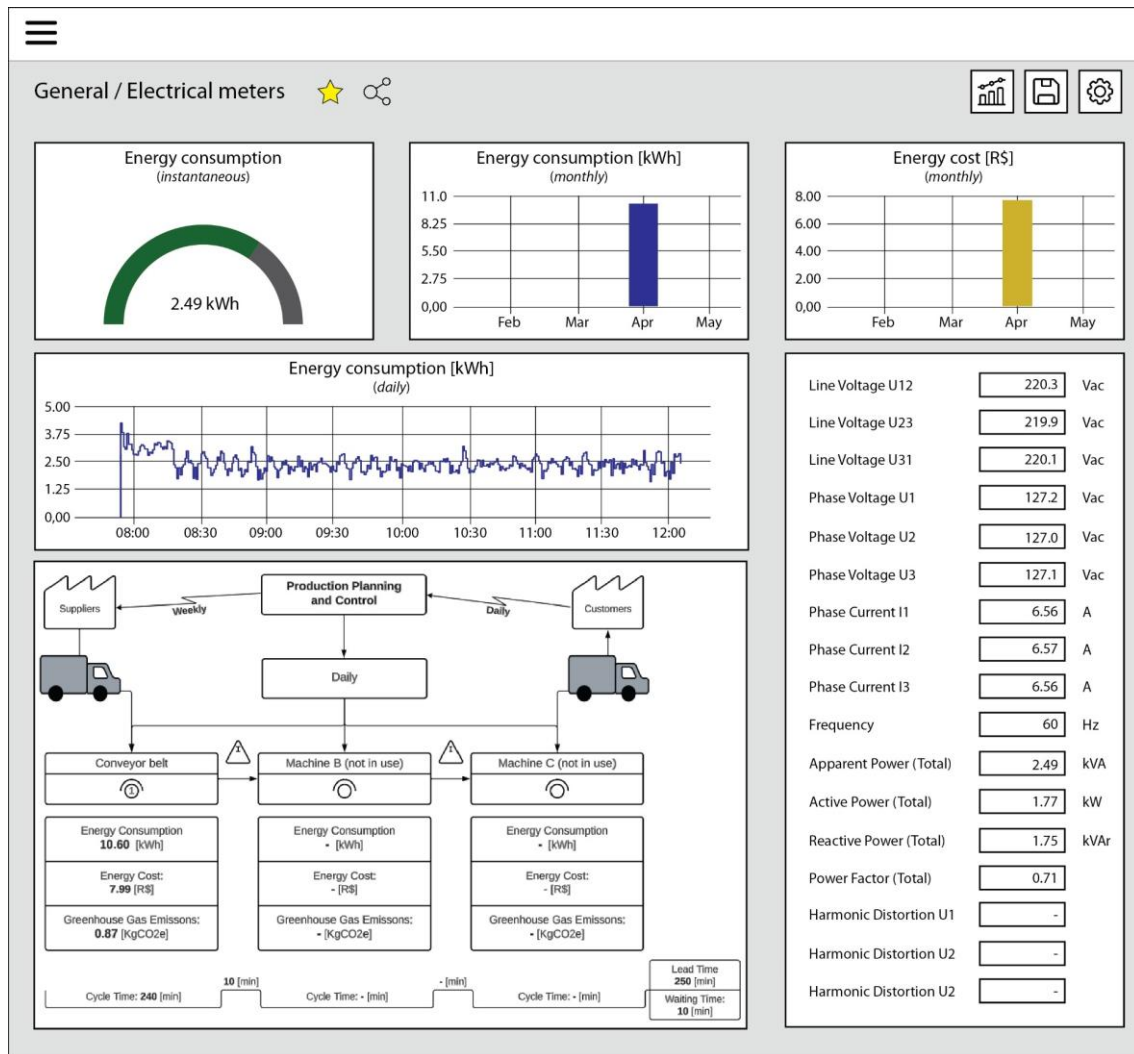 General / Electrical meters
Energy consumption
(instantaneous)
2.49 kWh
Energy consumption [kWh]
(monthly)
11.0
8.25
5.50
2.75
0,00
Feb Mar Apr May
Energy cost [R$]
(monthly)
8.00
6.00
4.00
2.00
0,00
Feb Mar Apr May
Energy consumption [kWh]
(daily)
5.00
3.75
2.50
1.25
0,00
08:00 08:30 09:00 09:30 10:00 10:30 11:00 11:30 12:00
Suppliers
Weekly
Production Planning
and Control
Daily
Customers
Daily
Conveyor belt
1
I
Machine B (not in use)
I
Machine C (not in use)
Energy Consumption
10.60 [kWh]
Energy Cost:
7.99 [R$]
Greenhouse Gas Emissons:
0.87 [KgCO2e]
Energy Consumption
- [kWh]
Energy Cost:
- [R$]
Greenhouse Gas Emissons:
- [KgCO2e]
Energy Consumption
- [kWh]
Energy Cost:
- [R$]
Greenhouse Gas Emissons:
- [KgCO2e]
Cycle Time: 240 [min]
10 [min]
Cycle Time: - [min]
- [min]
Cycle Time: - [min]
Lead Time
250 [min]
Waiting Time:
10 [min]
Line Voltage U12 220.3 Vac
Line Voltage U23 219.9 Vac
Line Voltage U31 220.1 Vac
Phase Voltage U1 127.2 Vac
Phase Voltage U2 127.0 Vac
Phase Voltage U3 127.1 Vac
Phase Current I1 6.56 A
Phase Current I2 6.57 A
Phase Current I3 6.56 A
Frequency 60 Hz
Apparent Power (Total) 2.49 kVA
Active Power (Total) 1.77 kW
Reactive Power (Total) 1.75 kVAr
Power Factor (Total) 0.71
Harmonic Distortion U1 -
Harmonic Distortion U2 -
Harmonic Distortion U2 -